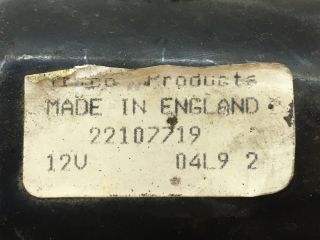 Products
MADE IN ENGLAND
22107719
12V 04L9 2